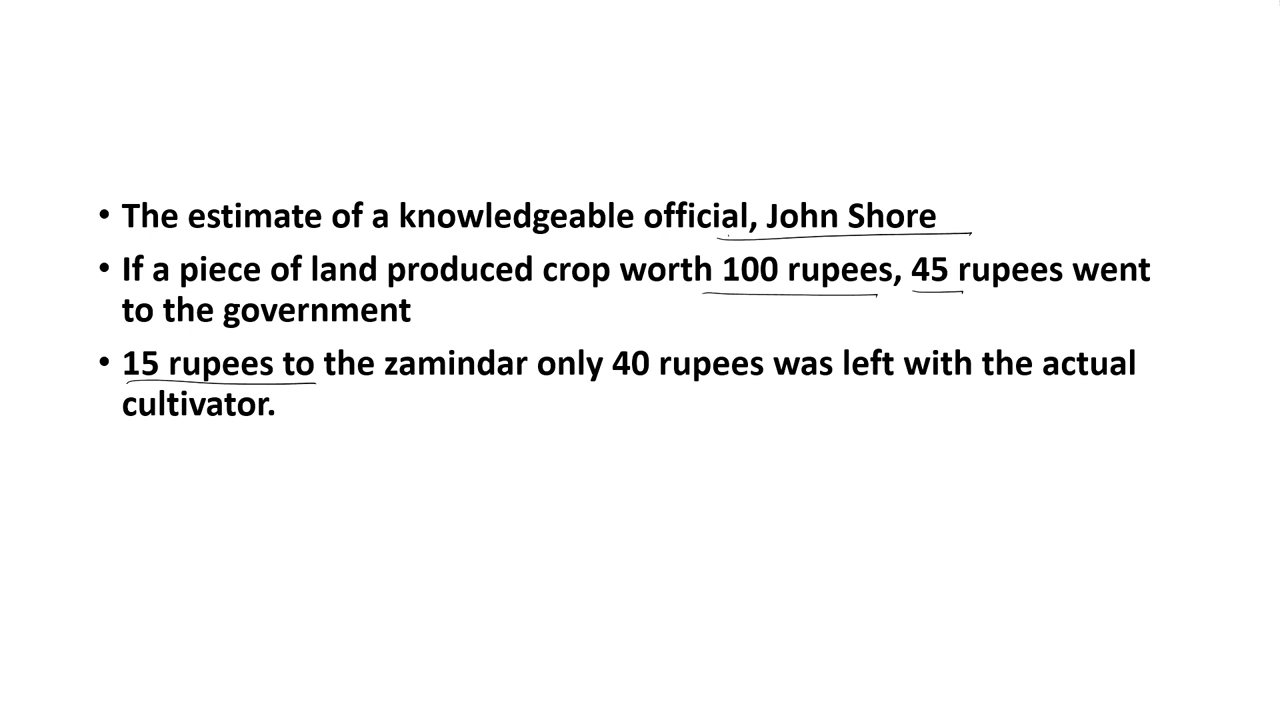 • The estimate of a knowledgeable official, John Shore
• If a piece of land produced crop worth 100 rupees, 45 rupees went
to the government
• 15 rupees to the zamindar only 40 rupees was left with the actual
cultivator.